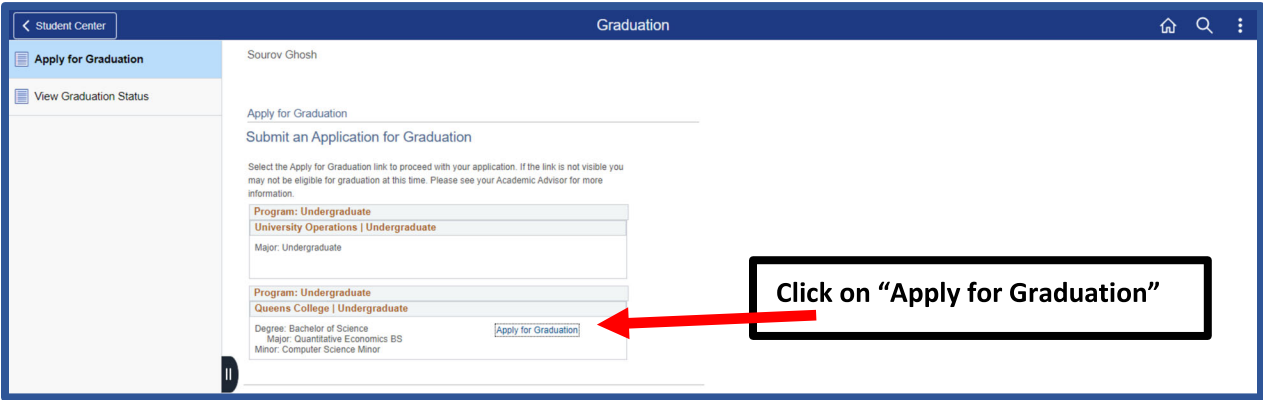 Student Center
Graduation
Apply for Graduation
View Graduation Status
Sourov Ghosh
Apply for Graduation
Submit an Application for Graduation
Select the Apply for Graduation link to proceed with your application. If the link is not visible you
may not be eligible for graduation at this time. Please see your Academic Advisor for more
information.
Program: Undergraduate
University Operations | Undergraduate
Major: Undergraduate
Program: Undergraduate
Queens College | Undergraduate
Degree: Bachelor of Science
Major: Quantitative Economics BS
Minor: Computer Science Minor
Apply for Graduation
Click on “Apply for Graduation”